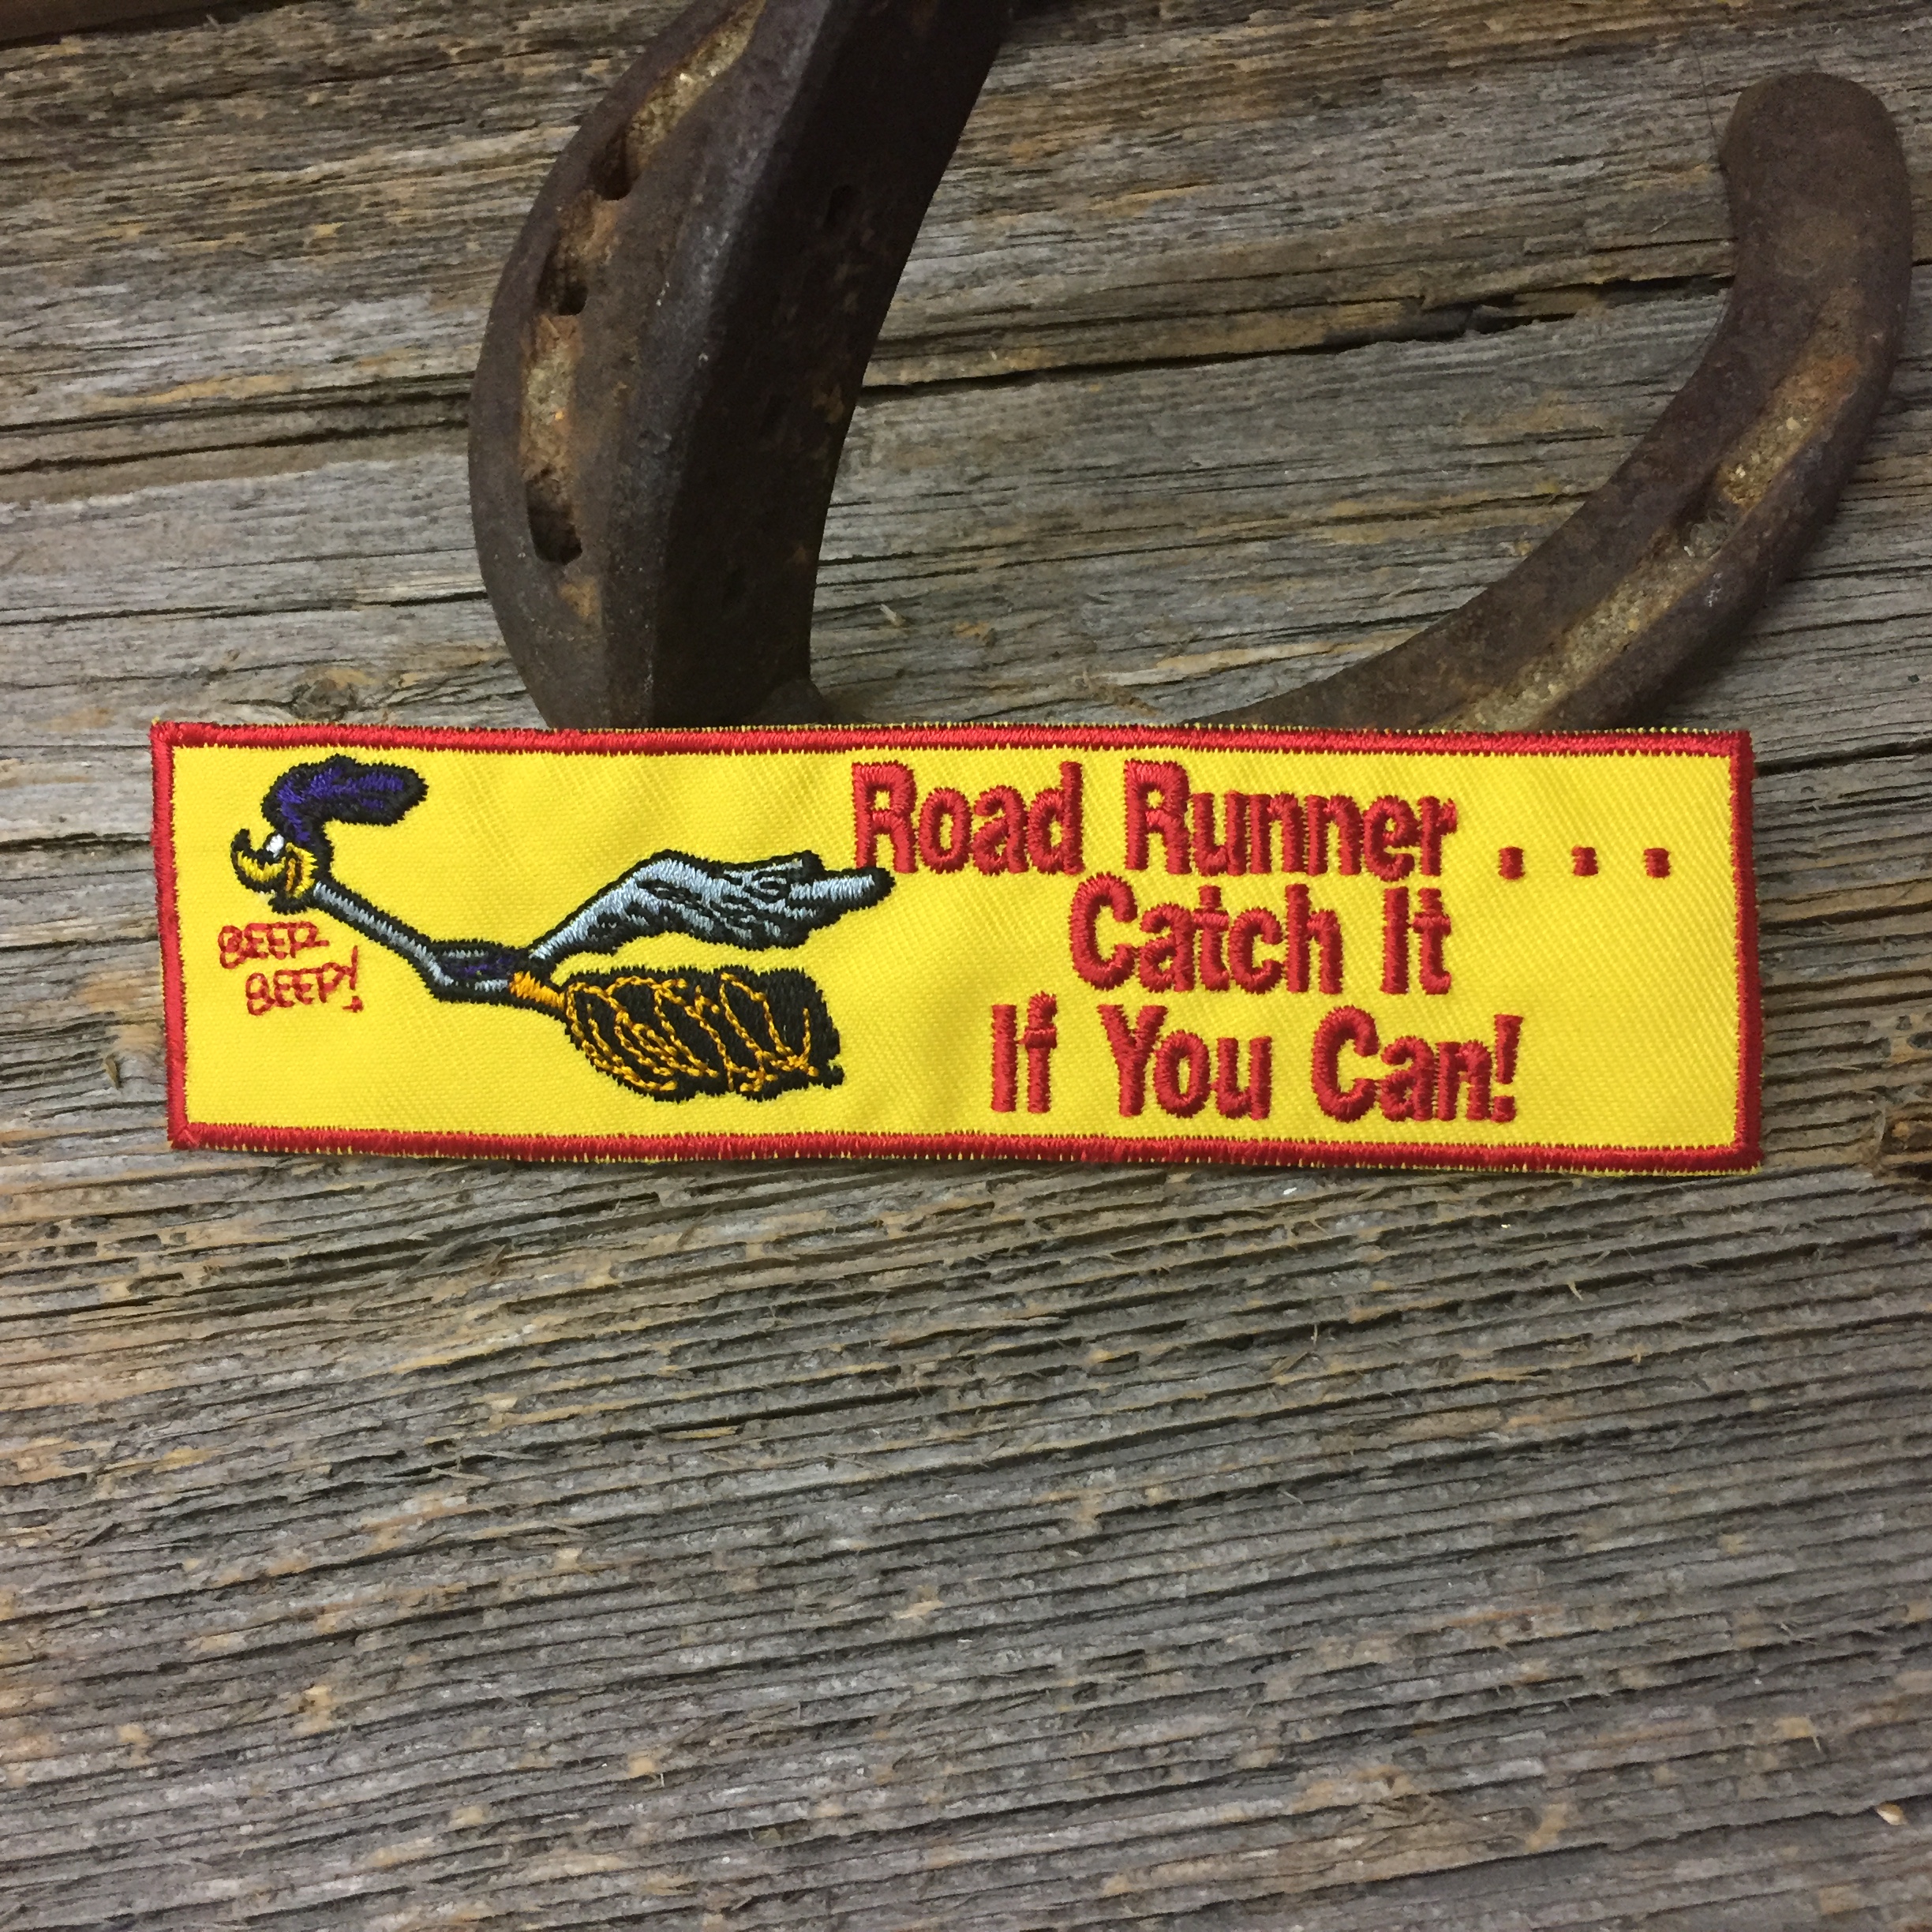 Road Runner . . .
Catch It
If You Can!
BEEP
BEEP!